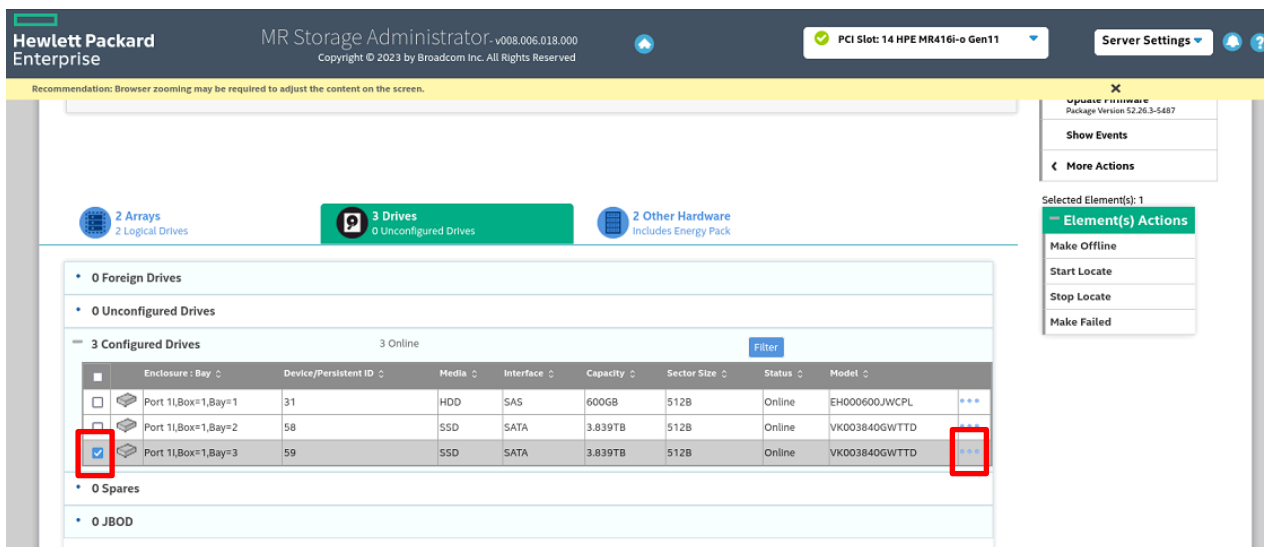 Hewlett Packard
Enterprise
MR Storage Administrator- v008.006.018.000
Copyright © 2023 by Broadcom Inc. All Rights Reserved
PCI Slot: 14 HPE MR416i-o Gen11
Server Settings
?
Recommendation: Browser zooming may be required to adjust the content on the screen.
Update Firmware
Package Version 52.26.3-5487
Show Events
More Actions
2 Arrays
2 Logical Drives
3 Drives
0 Unconfigured Drives
2 Other Hardware
Includes Energy Pack
Selected Element(s): 1
Element(s) Actions
Make Offline
Start Locate
Stop Locate
Make Failed
0 Foreign Drives
0 Unconfigured Drives
3 Configured Drives 3 Online Filter
Enclosure : Bay Device/Persistent ID Media Interface Capacity Sector Size Status Model
Port 1I,Box=1,Bay=1 31 HDD SAS 600GB 512B Online EH000600JWCPL
Port 1I,Box=1,Bay=2 58 SSD SATA 3.839TB 512B Online VK003840GWTTD
Port 1I,Box=1,Bay=3 59 SSD SATA 3.839TB 512B Online VK003840GWTTD
0 Spares
0 JBOD